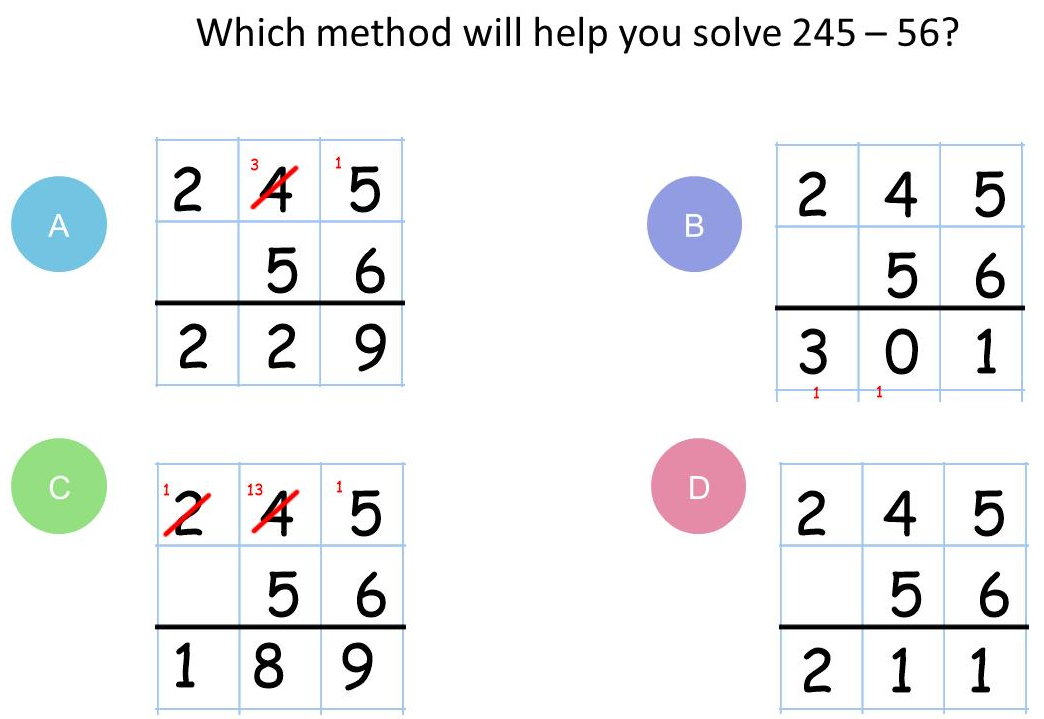 Which method will help you solve 245 – 56?
A
2 3 4 1 5
5 6
2 2 9
B
2 4 5
5 6
3 0 1
1 1
C
1 2 13 4 1 5
5 6
1 8 9
D
2 4 5
5 6
2 1 1